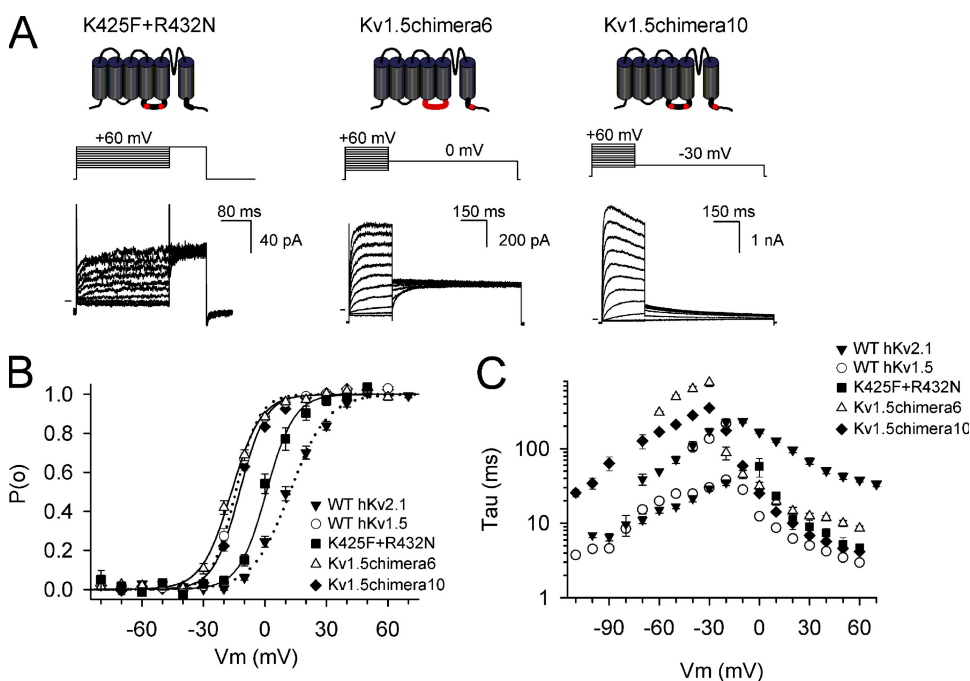 A
K425F+R432N
Kv1.5chimera6
Kv1.5chimera10
+60 mV
+60 mV
0 mV
+60 mV
-30 mV
80 ms
40 pA
150 ms
200 pA
150 ms
1 nA
B
P(o)
1.0
0.8
0.6
0.4
0.2
0.0
-60
-30
0
30
60
Vm (mV)
WT hKv2.1
WT hKv1.5
K425F+R432N
Kv1.5chimera6
Kv1.5chimera10
C
Tau (ms)
100
10
1
-90
-60
-30
0
30
60
Vm (mV)
WT hKv2.1
WT hKv1.5
K425F+R432N
Kv1.5chimera6
Kv1.5chimera10